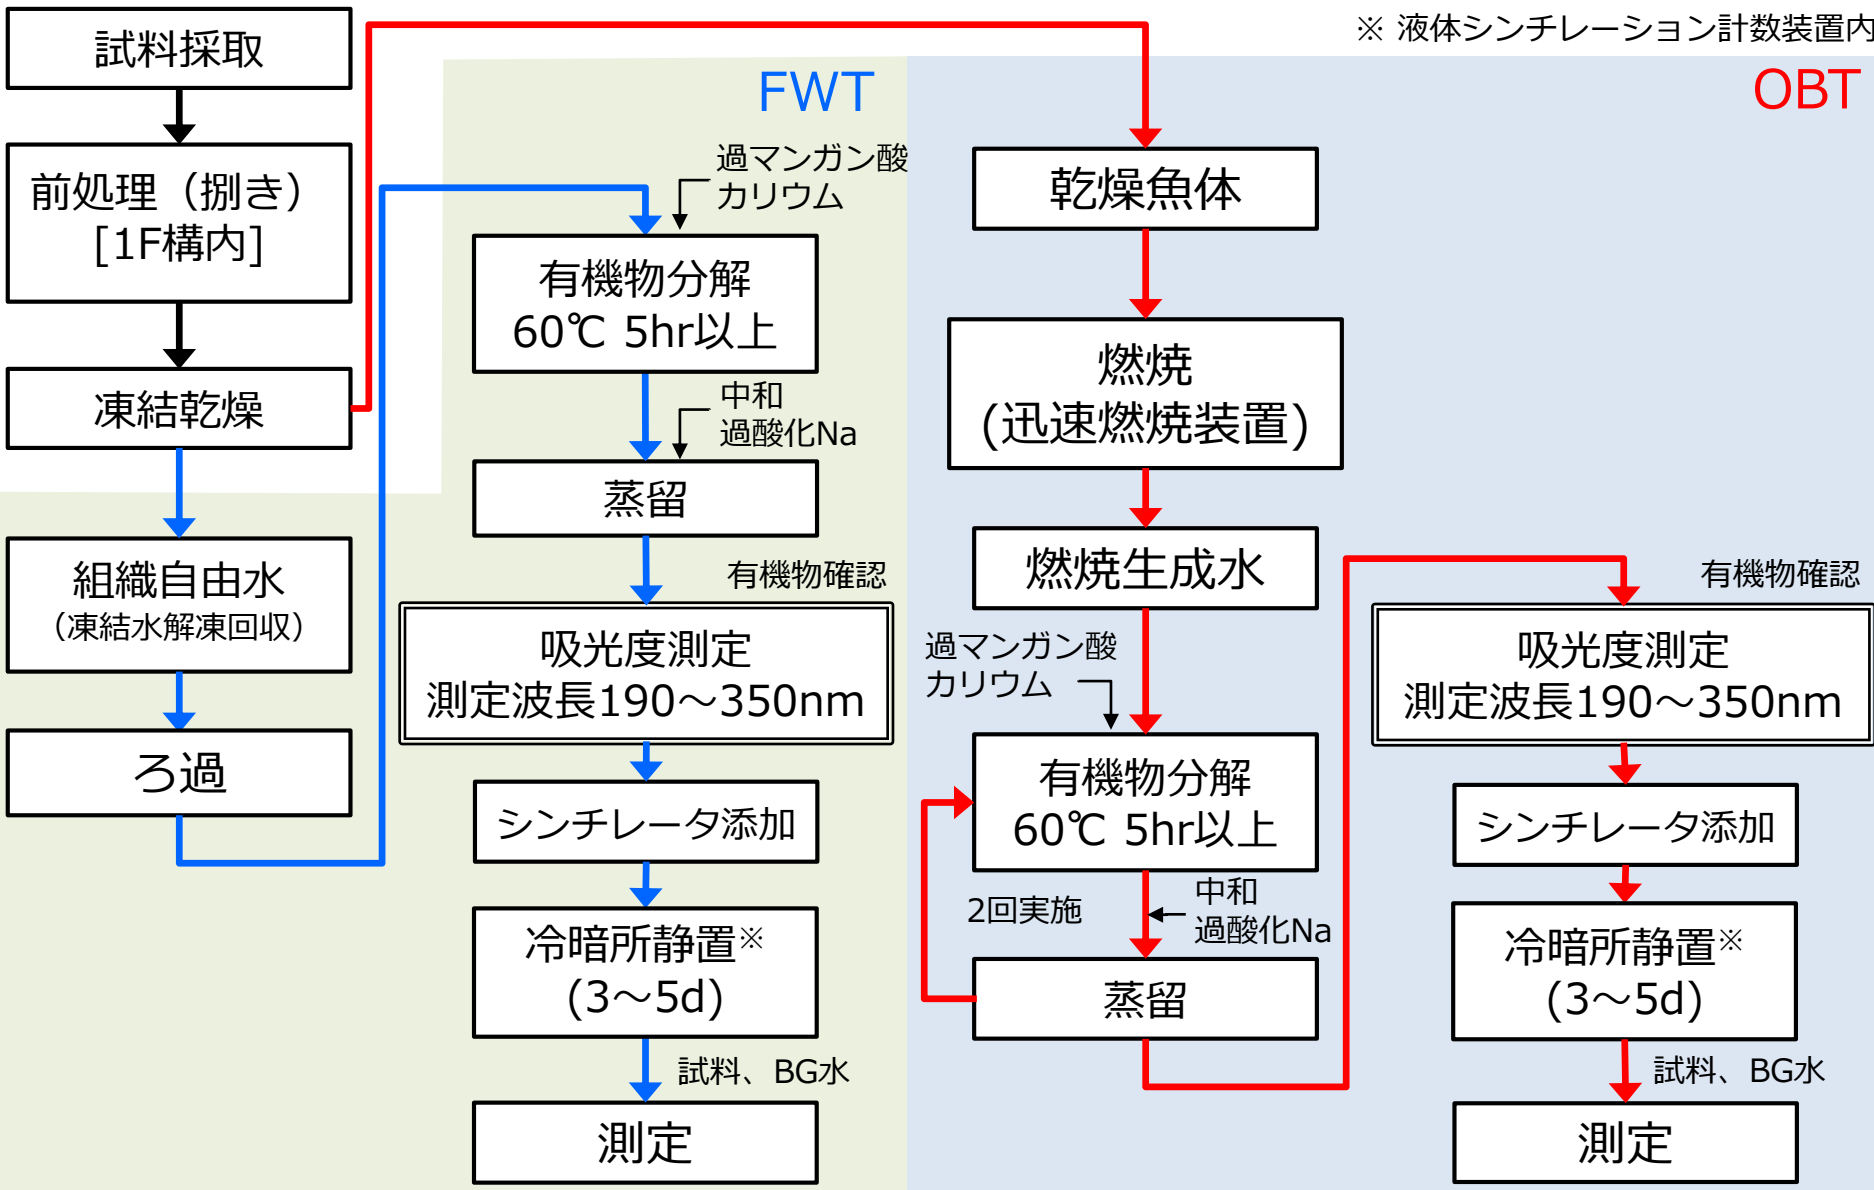 ※ 液体シンチレーション計数装置内
試料採取
前処理（捌き）
[1F構内]
凍結乾燥
組織自由水
（凍結水解凍回収）
ろ過
FWT
過マンガン酸
カリウム
有機物分解
60℃ 5hr以上
中和
過酸化Na
蒸留
有機物確認
吸光度測定
測定波長190～350nm
シンチレータ添加
冷暗所静置※
(3～5d)
試料、BG水
測定
OBT
乾燥魚体
燃焼
(迅速燃焼装置)
燃焼生成水
過マンガン酸
カリウム
有機物分解
60℃ 5hr以上
2回実施
中和
過酸化Na
蒸留
有機物確認
吸光度測定
測定波長190～350nm
シンチレータ添加
冷暗所静置※
(3～5d)
試料、BG水
測定